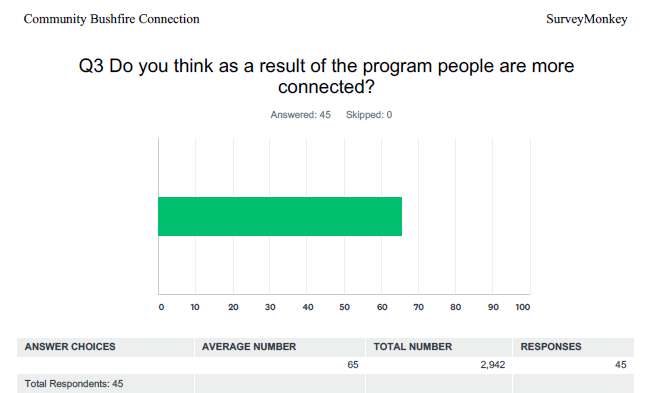 Community Bushfire Connection SurveyMonkey
Q3 Do you think as a result of the program people are more
connected?
Answered: 45 Skipped: 0
0 10 20 30 40 50 60 70 80 90 100
ANSWER CHOICES AVERAGE NUMBER TOTAL NUMBER RESPONSES
65 2,942 45
Total Respondents: 45